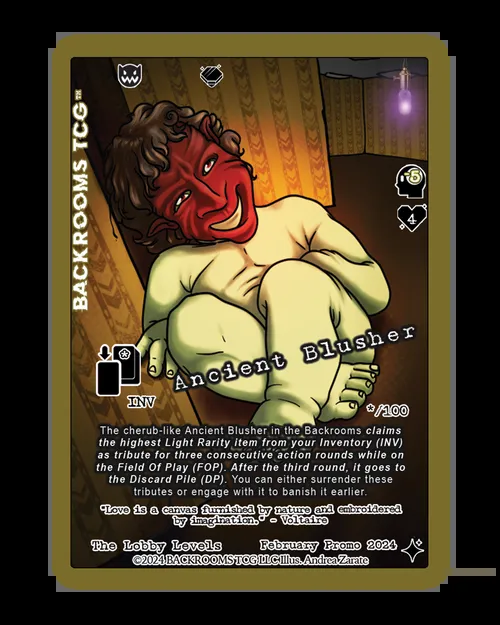 BACKROOMS TCG™
-5
4
Ancient Blusher
INV
*/100
The cherub-like Ancient Blusher in the Backrooms claims
the highest Light Rarity item from your Inventory (INV)
as tribute for three consecutive action rounds while on
the Field Of Play (FOP). After the third round, it goes to
the Discard Pile (DP). You can either surrender these
tributes or engage with it to banish it earlier.
"Love is a canvas furnished by nature and embroidered
by imagination." - Voltaire
The Lobby Levels February Promo 2024
©2024 BACKROOMS TCG LLC Illus. Andrea Zarate